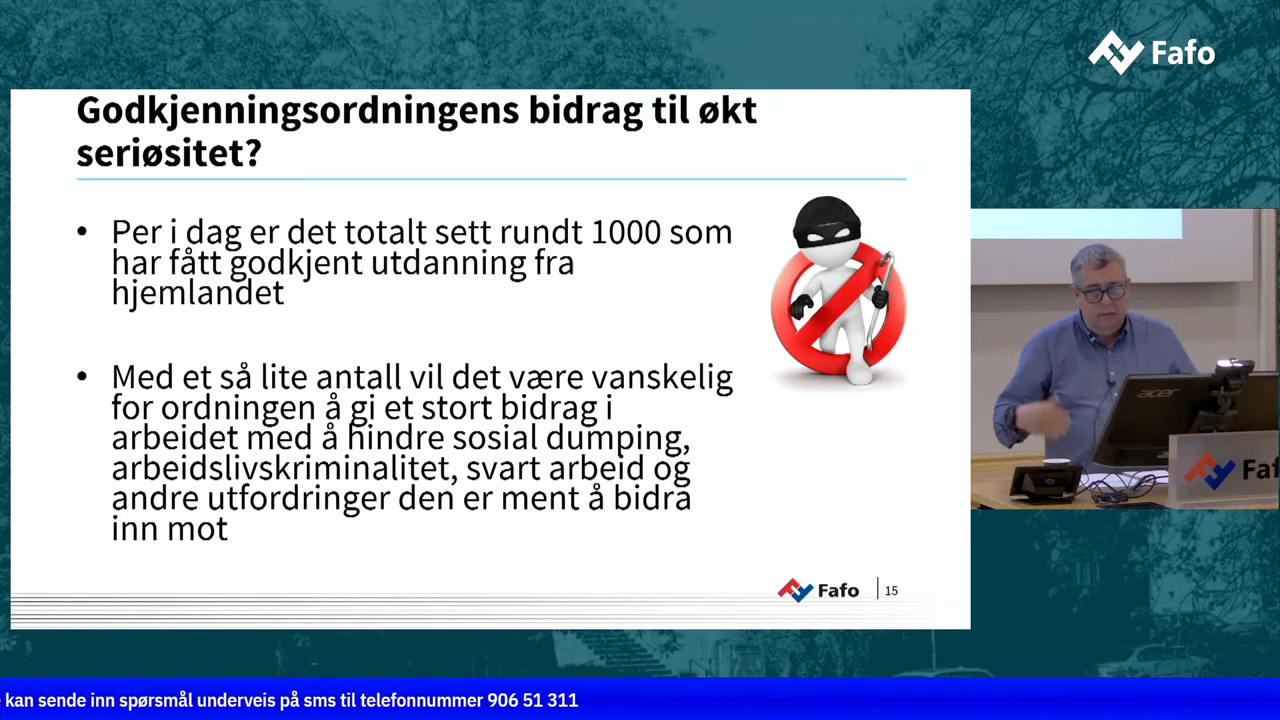 Fafo
Godkjenningsordningens bidrag til økt
seriøsitet?
• Per i dag er det totalt sett rundt 1000 som
har fått godkjent utdanning fra
hjemlandet
• Med et så lite antall vil det være vanskelig
for ordningen å gi et stort bidrag i
arbeidet med å hindre sosial dumping,
arbeidslivskriminalitet, svart arbeid og
andre utfordringer den er ment å bidra
inn mot
Fafo
15
acer
kan sende inn spørsmål underveis på sms til telefonnummer 906 51 311